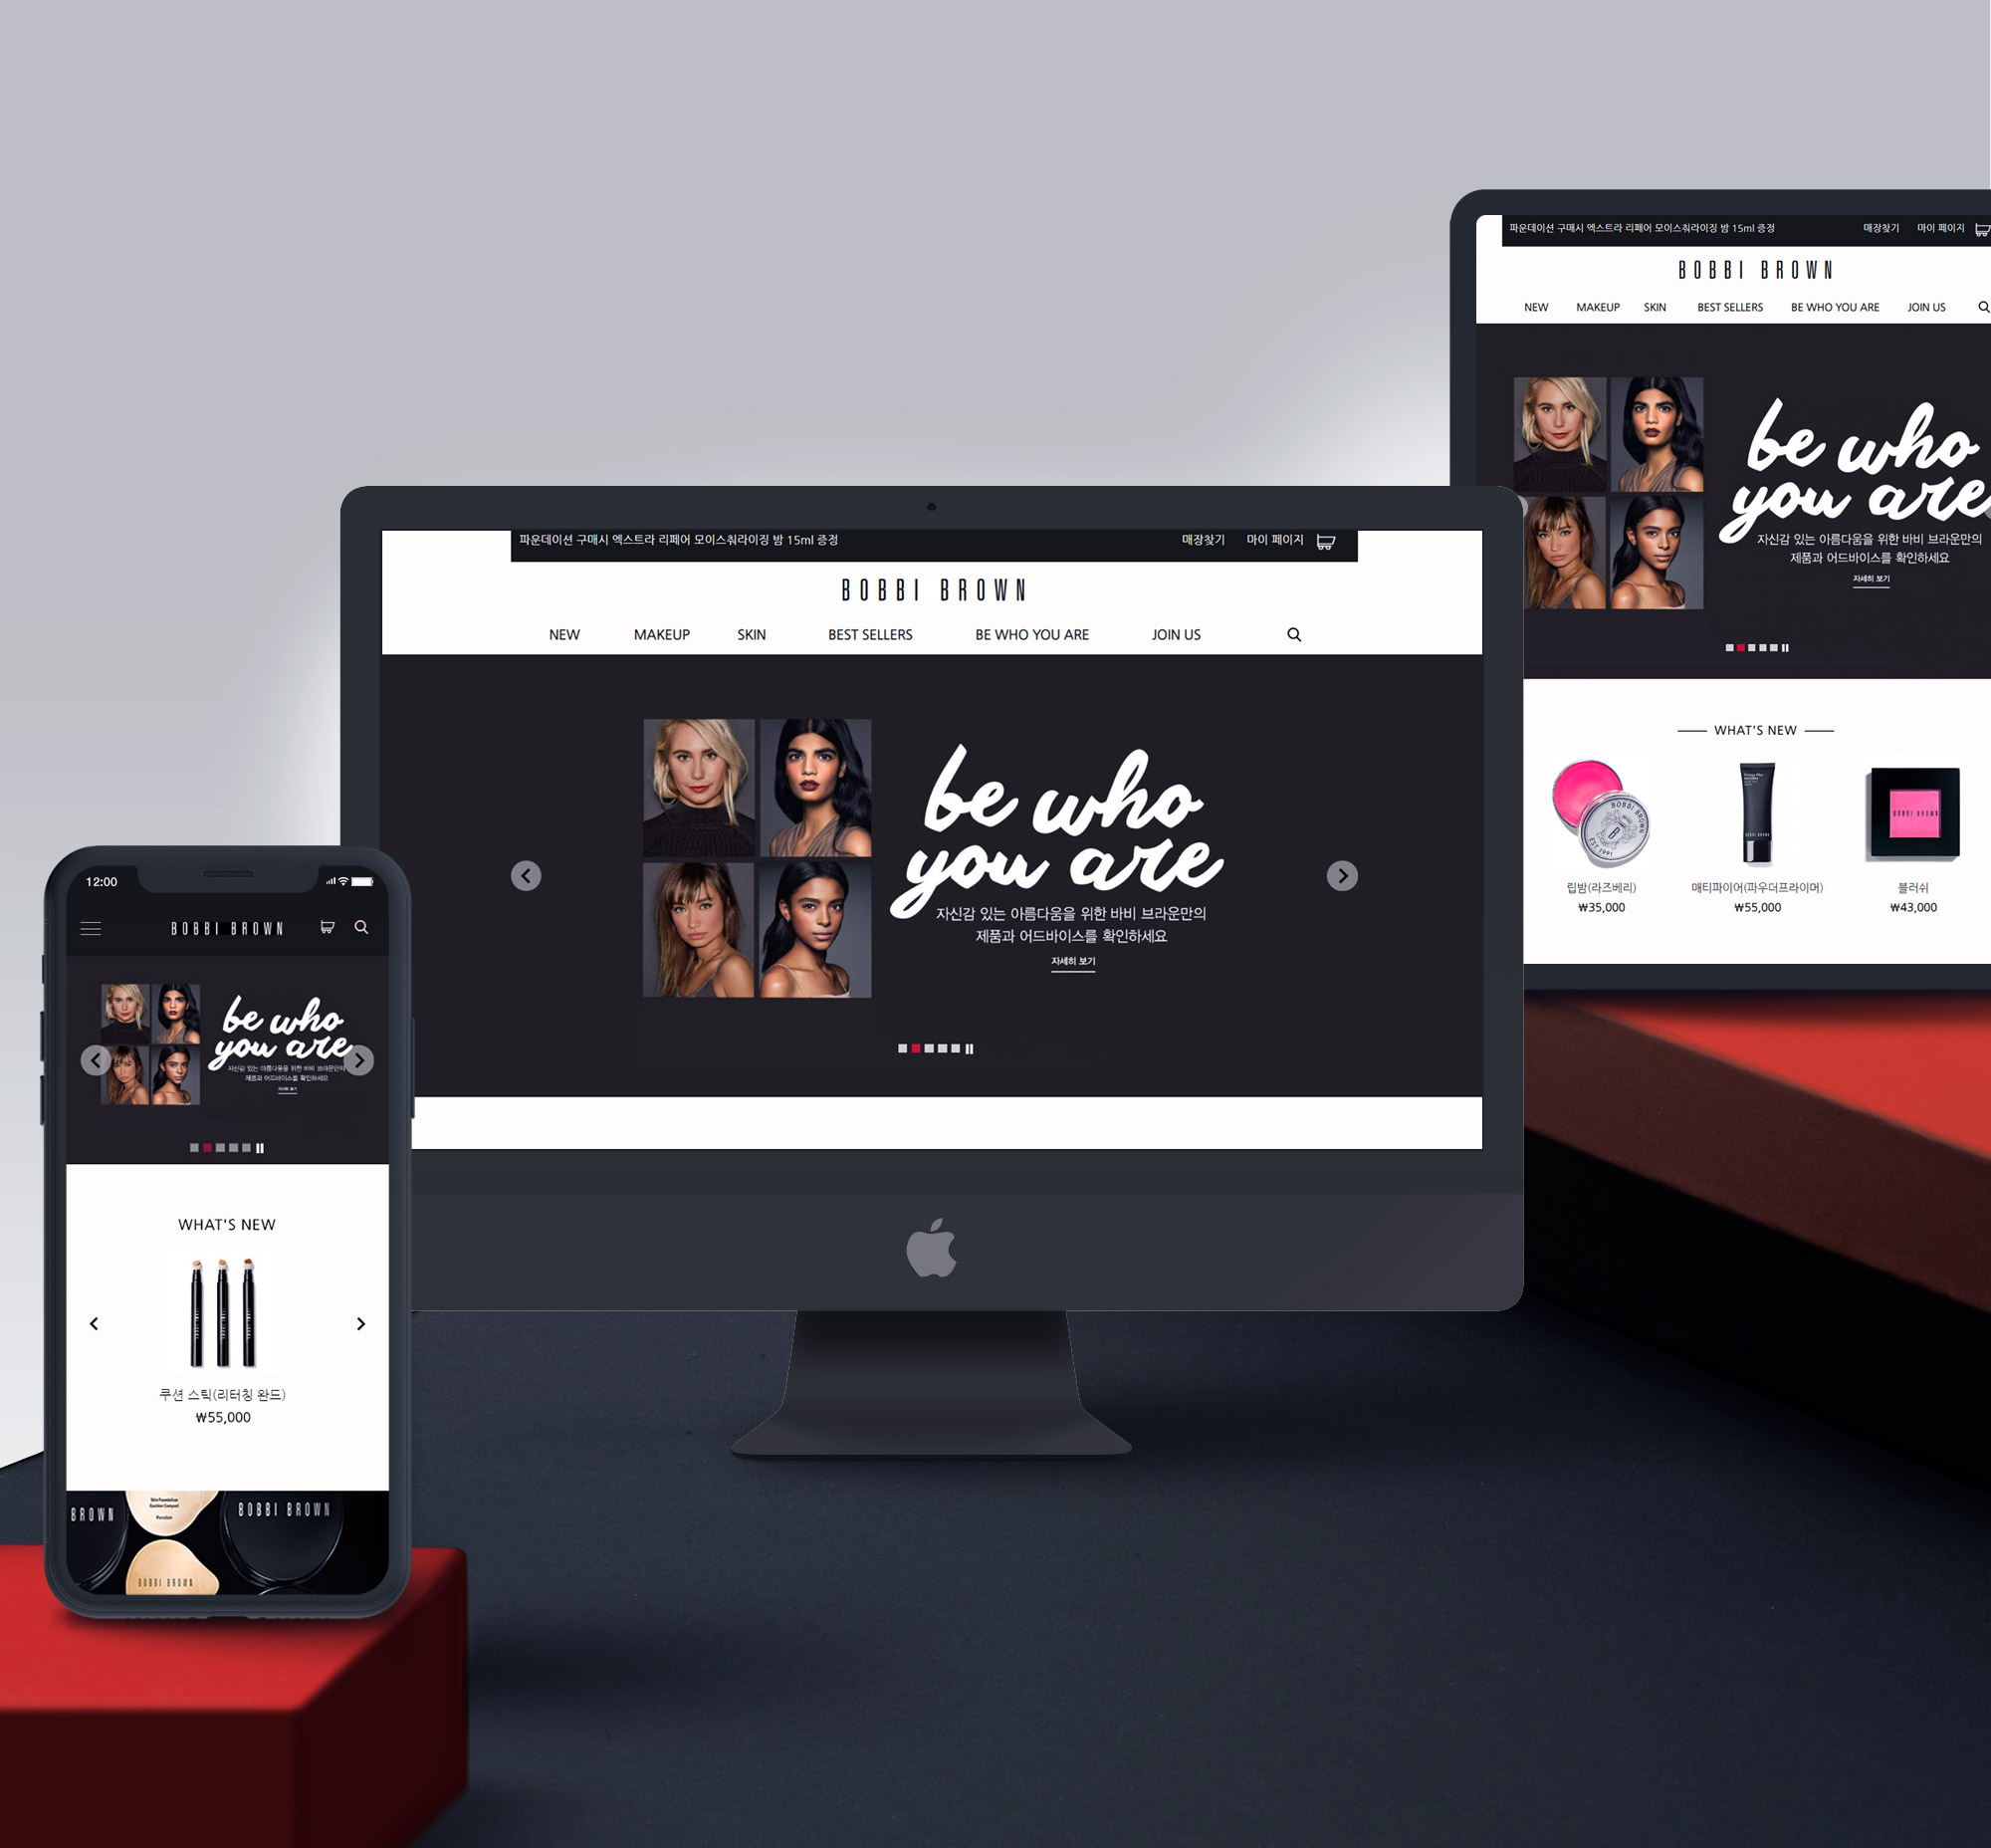 파운데이션 구매시 엑스트라 리페어 모이스춰라이징 밤 15ml 증정 매장찾기 마이 페이지
BOBBI BROWN
NEW MAKEUP SKIN BEST SELLERS BE WHO YOU ARE JOIN US
be who
you are
자신감 있는 아름다움을 위한 바비 브라운만의
제품과 어드바이스를 확인하세요
자세히 보기
WHAT'S NEW
BOBBI BROWN
EST 1991
BOBBI BROWN
BOBBI BROWN
립밤(라즈베리) 매티파이어(파우더프라이머) 블러쉬
₩35,000 ₩55,000 ₩43,000
파운데이션 구매시 엑스트라 리페어 모이스춰라이징 밤 15ml 증정 매장찾기 마이 페이지
BOBBI BROWN
NEW MAKEUP SKIN BEST SELLERS BE WHO YOU ARE JOIN US
be who
you are
자신감 있는 아름다움을 위한 바비 브라운만의
제품과 어드바이스를 확인하세요
자세히 보기
12:00
BOBBI BROWN
be who
you are
자신감 있는 아름다움을 위한 바비 브라운만의
제품과 어드바이스를 확인하세요
자세히 보기
WHAT'S NEW
쿠션 스틱(리터칭 완드)
₩55,000
Skin Foundation
Cushion Compact
Porcelain
BROWN
BOBBI BROWN
BOBBI BROWN